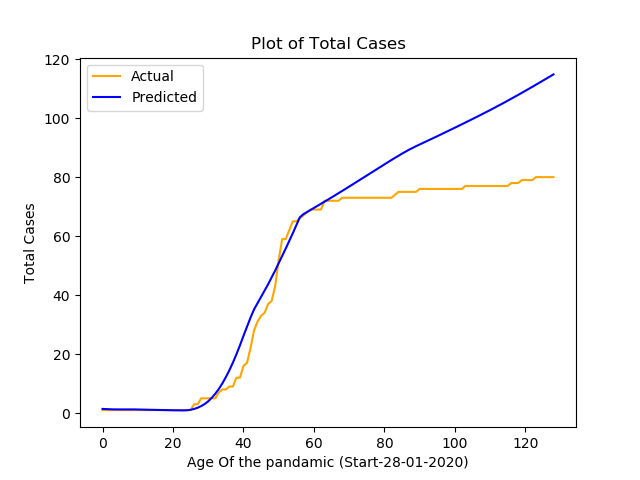 Plot of Total Cases
Actual
Predicted
120
100
80
60
40
20
0
Total Cases
0 20 40 60 80 100 120
Age Of the pandamic (Start-28-01-2020)